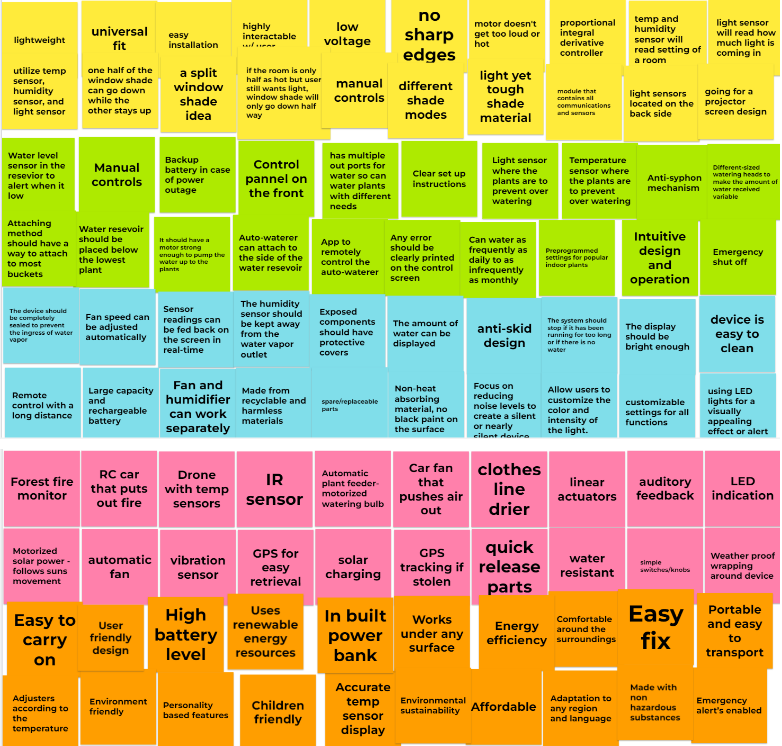 lightweight
universal
fit
easy
installation
highly
interactable
w/ user
low
voltage
no
sharp
edges
motor doesn't
get too loud or
hot
proportional
integral
derivative
controller
temp and
humidity
sensor will
read setting of
a room
light sensor
will read how
much light is
coming in
utilize temp
sensor,
humidity
sensor, and
light sensor
one half of the
window shade
can go down
while the
other stays up
a split
window
shade idea
if the room is only
half as hot but user
still wants light,
window shade will
only go down half
way
manual
controls
different
shade
modes
light yet
tough
shade
material
module that
contains all
communications
and sensors
light sensors
located on the
back side
going for a
projector
screen design
Water level
sensor in the
resevior to
alert when it
low
Manual
controls
Backup
battery in case
of power
outage
Control
pannel on
the front
has multiple
out ports for
water so can
water plants
with different
needs
Clear set up
instructions
Light sensor
where the
plants are to
prevent over
watering
Temperature
sensor where
the plants are
to prevent
over watering
Anti-syphon
mechanism
Different-sized
watering heads to
make the amount of
water received
variable
Attaching
method
should have a
way to attach
to most
buckets
Water resevoir
should be
placed below
the lowest
plant
It should have a
motor strong
enough to pump the
water up to the
plants
Auto-waterer
can attach to
the side of the
water resevoir
App to
remotely
control the
auto-waterer
Any error
should be
clearly printed
on the control
screen
Can water as
frequently as
daily to as
infrequently
as monthly
Preprogrammed
settings for popular
indoor plants
Intuitive
design
and
operation
Emergency
shut off
The device should
be completely
sealed to prevent
the ingress of water
vapor
Fan speed can
be adjusted
automatically
Sensor
readings can
be fed back on
the screen in
real-time
The humidity
sensor should
be kept away
from the
water vapor
outlet
Exposed
components
should have
protective
covers
The amount of
water can be
displayed
anti-skid
design
The system should
stop if it has been
running for too long
or if there is no
water
The display
should be
bright enough
device is
easy to
clean
Remote
control with a
long distance
Large capacity
and
rechargeable
battery
Fan and
humidifier
can work
separately
Made from
recyclable and
harmless
materials
spare/replaceable
parts
Non-heat
absorbing
material, no
black paint on
the surface
Focus on
reducing
noise levels to
create a silent
or nearly
silent device
Allow users to
customize the
color and
intensity of
the light.
customizable
settings for all
functions
using LED
lights for a
visually
appealing
effect or alert
Forest fire
monitor
RC car
that puts
out fire
Drone
with temp
sensors
IR
sensor
Automatic
plant feeder-
motorized
watering bulb
Car fan
that
pushes air
out
clothes
line
drier
linear
actuators
auditory
feedback
LED
indication
Motorized
solar power -
follows suns
movement
automatic
fan
vibration
sensor
GPS for
easy
retrieval
solar
charging
GPS
tracking if
stolen
quick
release
parts
water
resistant
simple
switches/knobs
Weather proof
wrapping
around device
Easy to
carry
on
User
friendly
design
High
battery
level
Uses
renewable
energy
resources
In built
power
bank
Works
under any
surface
Energy
efficiency
Comfortable
around the
surroundings
Easy
fix
Portable
and easy
to
transport
Adjusters
according to
the
temperature
Environment
friendly
Personality
based features
Children
friendly
Accurate
temp
sensor
display
Environmental
sustainability
Affordable
Adaptation to
any region
and language
Made with
non
hazardous
substances
Emergency
alert's enabled